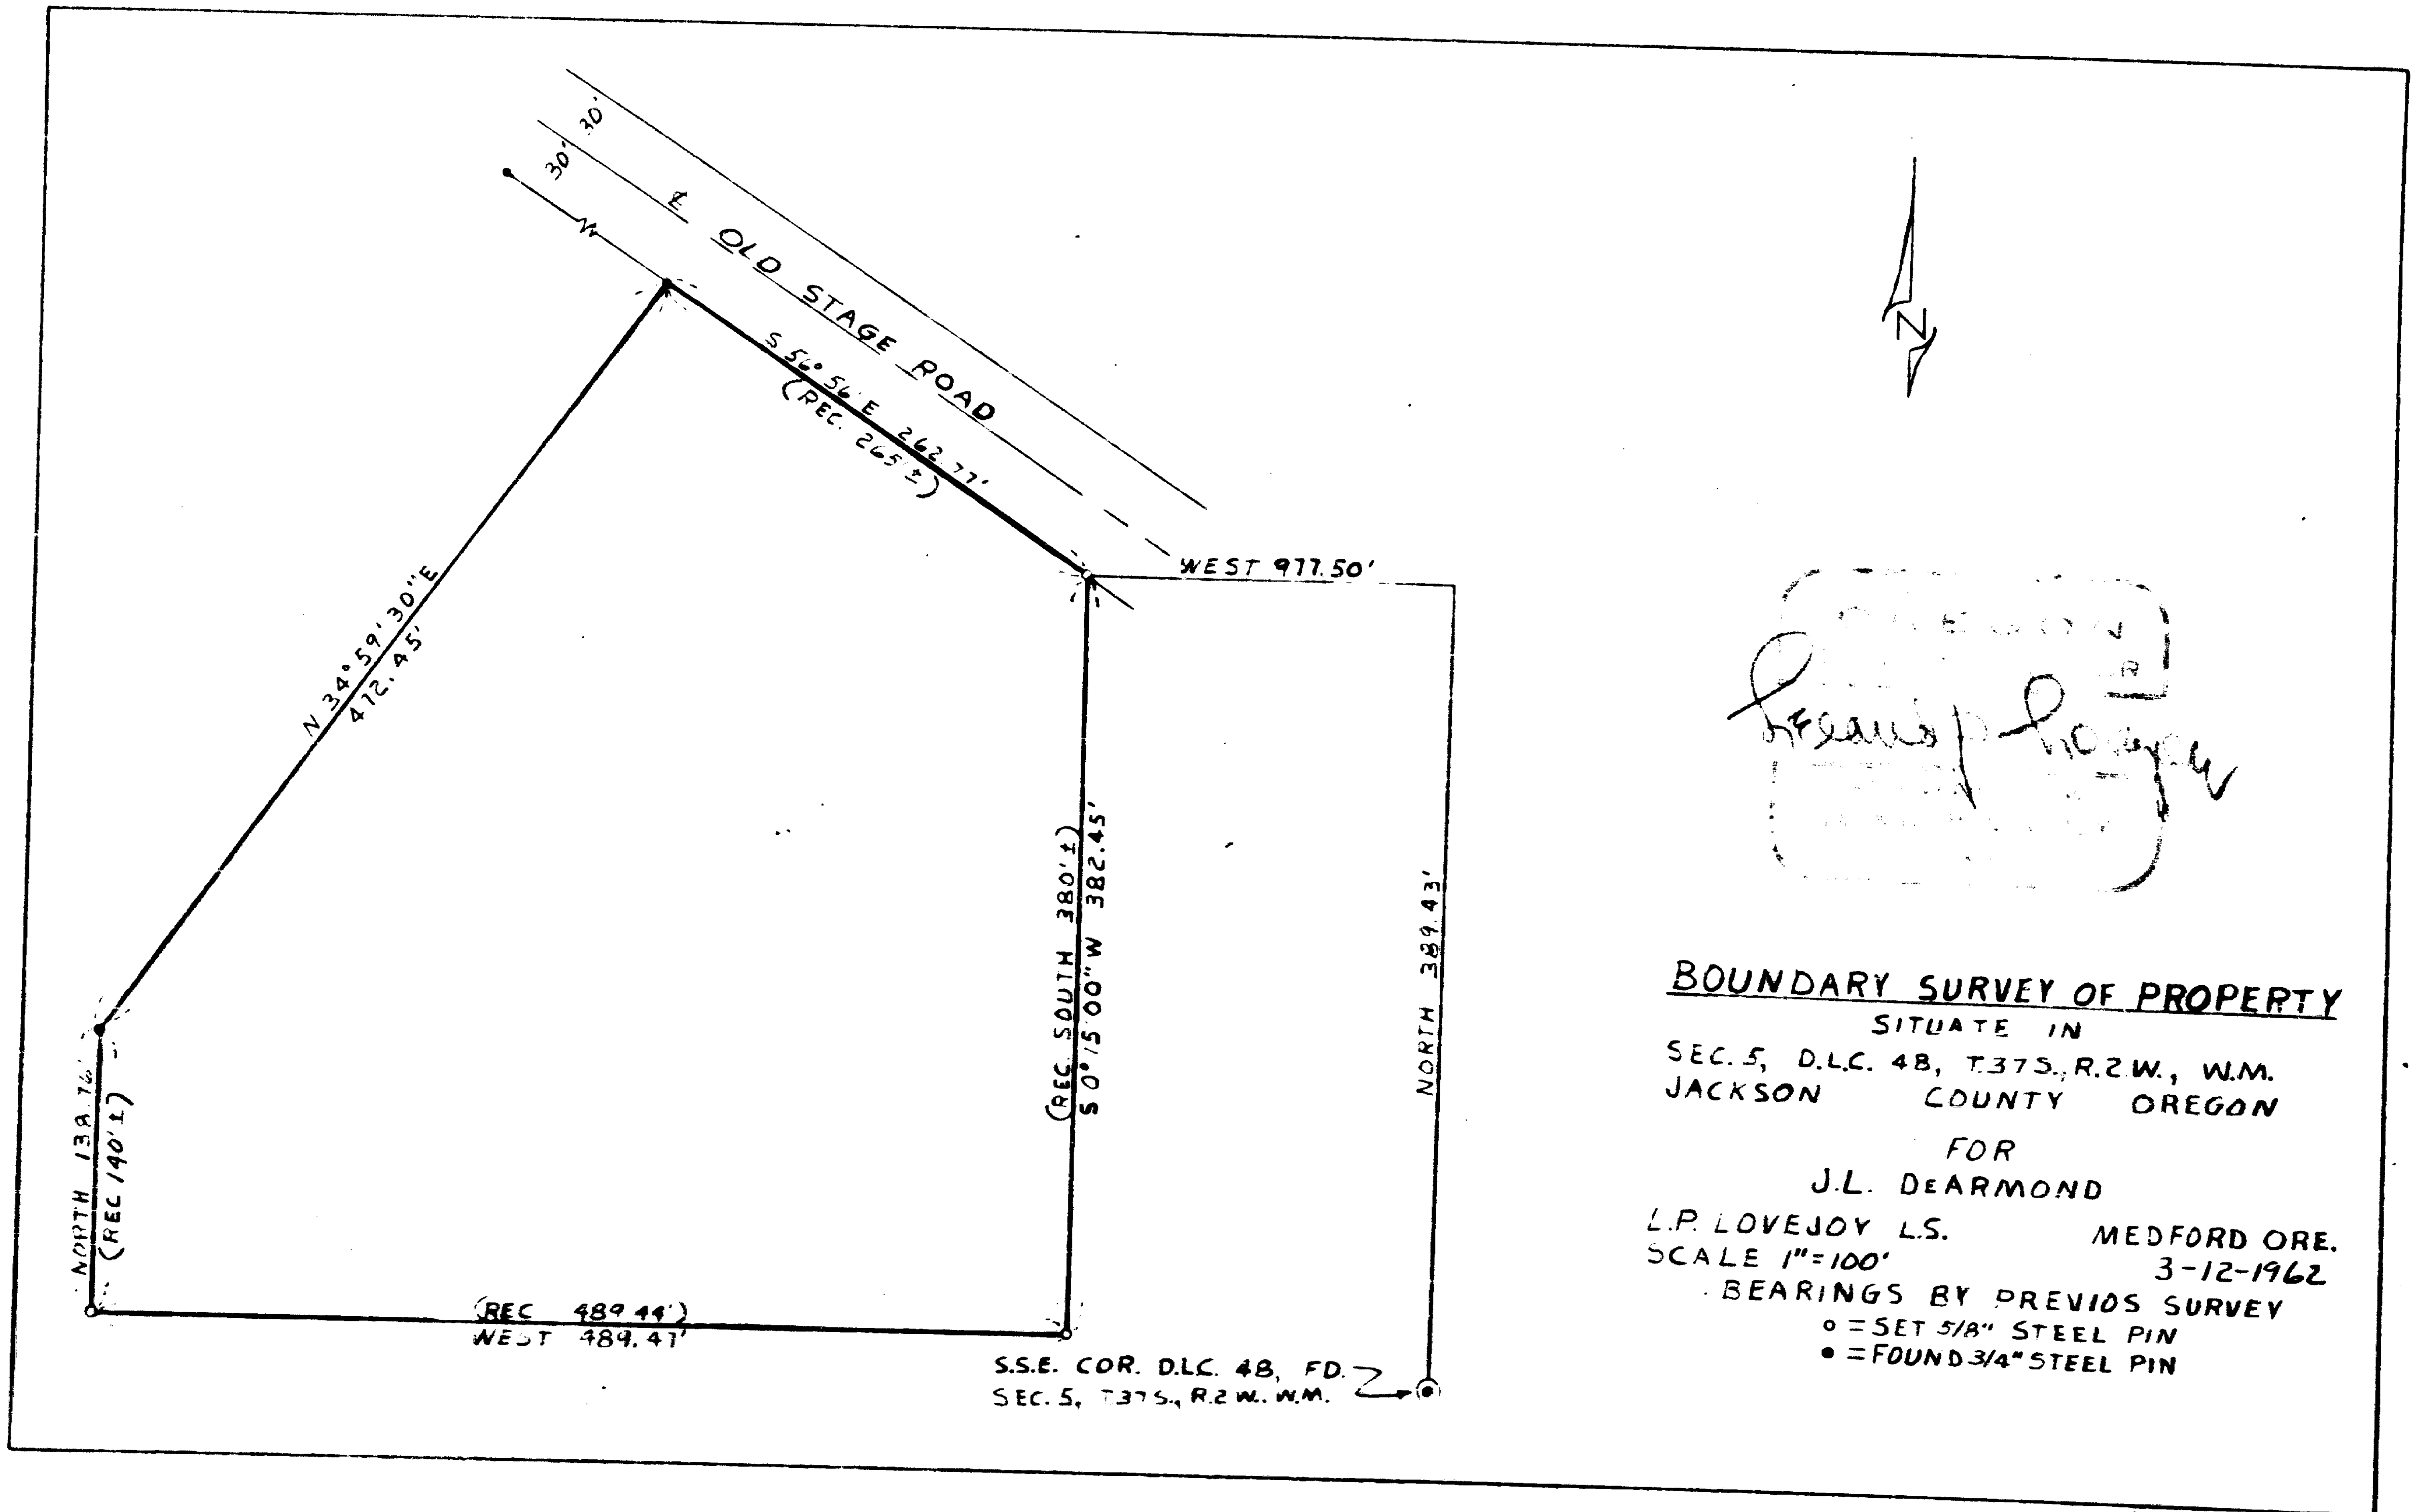 30'
30'
℄ OLD STAGE ROAD
S 56° 56' E 262.77'
(REC. 265'±)
WEST 977.50'
N 34° 59' 30" E
472.45'
(REC. SOUTH 380'±)
S 0° 15' 00" W 382.45'
NORTH 389.43'
NORTH
(REC 140'±)
(REC 489.44')
WEST 489.47'
S.S.E. COR. D.L.C. 48, FD.
SEC. 5, T37S., R.2W. W.M.
N
OREGON
BOUNDARY SURVEY OF PROPERTY
SITUATE IN
SEC. 5, D.L.C. 48, T.37S., R.2.W., W.M.
JACKSON COUNTY OREGON
FOR
J.L. DEARMOND
L.P. LOVEJOY L.S. MEDFORD ORE.
SCALE 1"=100' 3-12-1962
BEARINGS BY PREVIOS SURVEY
o = SET 5/8" STEEL PIN
● = FOUND 3/4" STEEL PIN